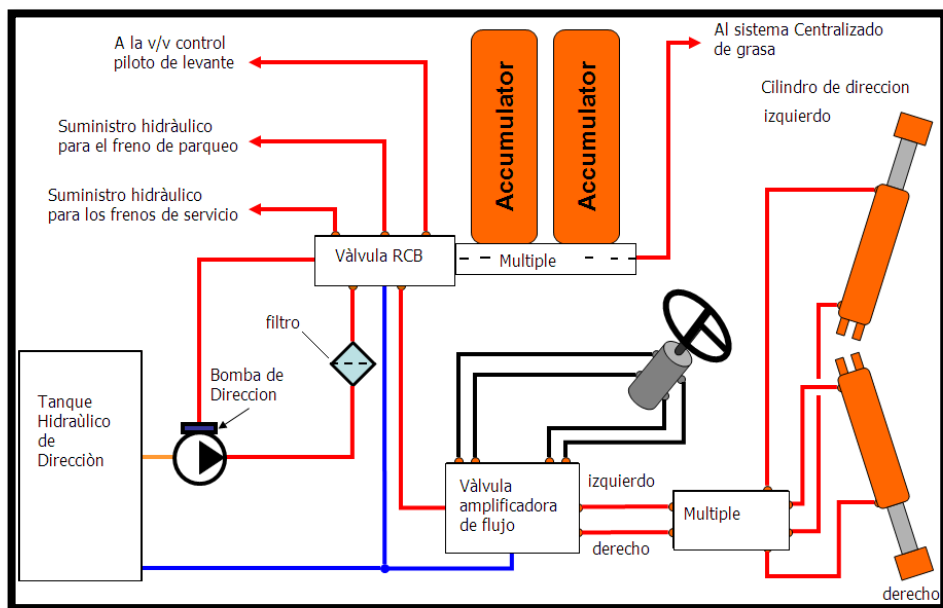 A la v/v control
piloto de levante
Al sistema Centralizado
de grasa
Accumulator
Accumulator
Cilindro de direccion
izquierdo
Suministro hidràulico
para el freno de parqueo
Suministro hidràulico
para los frenos de servicio
Vàlvula RCB
Multiple
filtro
Bomba de
Direccion
Tanque
Hidraùlico
de
Direcciòn
Vàlvula
amplificadora
de flujo
izquierdo
derecho
Multiple
derecho